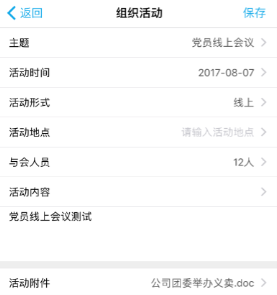 返回 组织活动 保存
主题 党员线上会议
活动时间 2017-08-07
活动形式 线上
活动地点 请输入活动地点
与会人员 12人
活动内容
党员线上会议测试
活动附件 公司团委举办义卖.doc